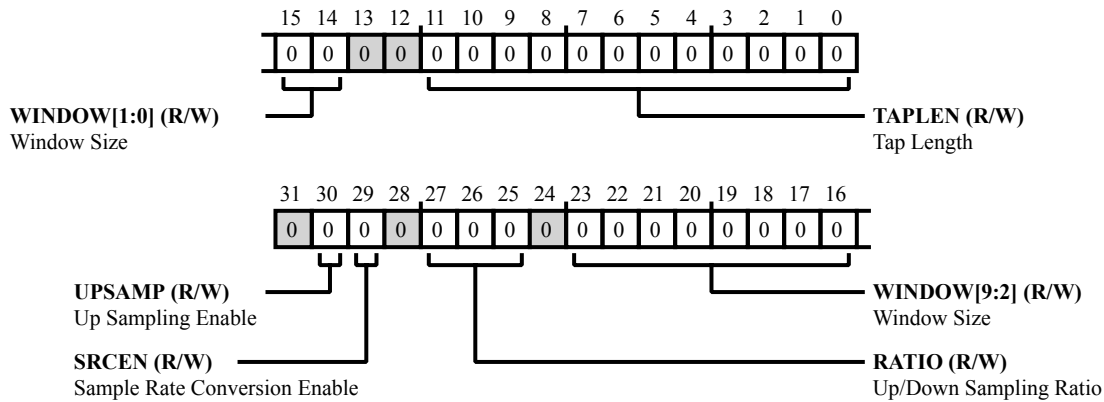 15 14 13 12 11 10 9 8 7 6 5 4 3 2 1 0
0 0 0 0 0 0 0 0 0 0 0 0 0 0 0 0
WINDOW[1:0] (R/W)
Window Size
TAPLEN (R/W)
Tap Length
31 30 29 28 27 26 25 24 23 22 21 20 19 18 17 16
0 0 0 0 0 0 0 0 0 0 0 0 0 0 0 0
UPSAMP (R/W)
Up Sampling Enable
WINDOW[9:2] (R/W)
Window Size
SRCEN (R/W)
Sample Rate Conversion Enable
RATIO (R/W)
Up/Down Sampling Ratio